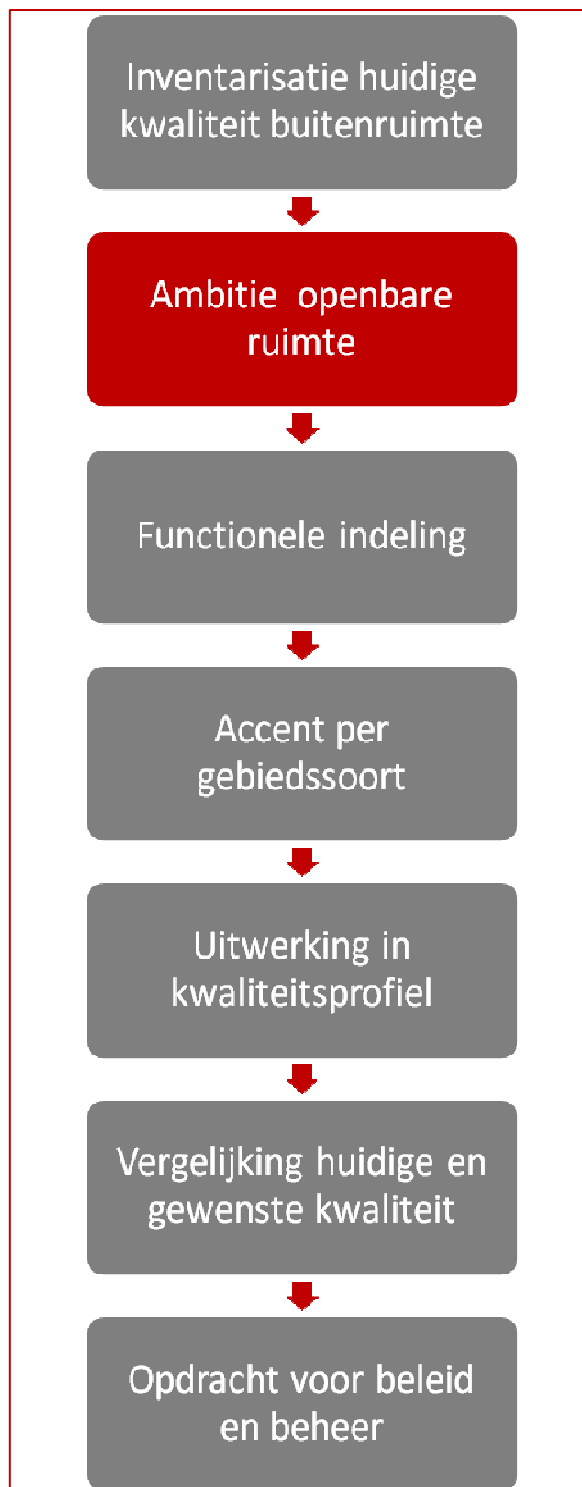 Inventarisatie huidige
kwaliteit buitenruimte
Ambitie openbare
ruimte
Functionele indeling
Accent per
gebiedssoort
Uitwerking in
kwaliteitsprofiel
Vergelijking huidige en
gewenste kwaliteit
Opdracht voor beleid
en beheer